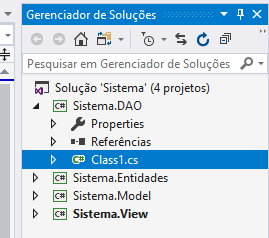 Gerenciador de Soluções
Pesquisar em Gerenciador de Soluções
Solução 'Sistema' (4 projetos)
C# Sistema.DAO
Properties
Referências
C# Class1.cs
C# Sistema.Entidades
C# Sistema.Model
C# Sistema.View